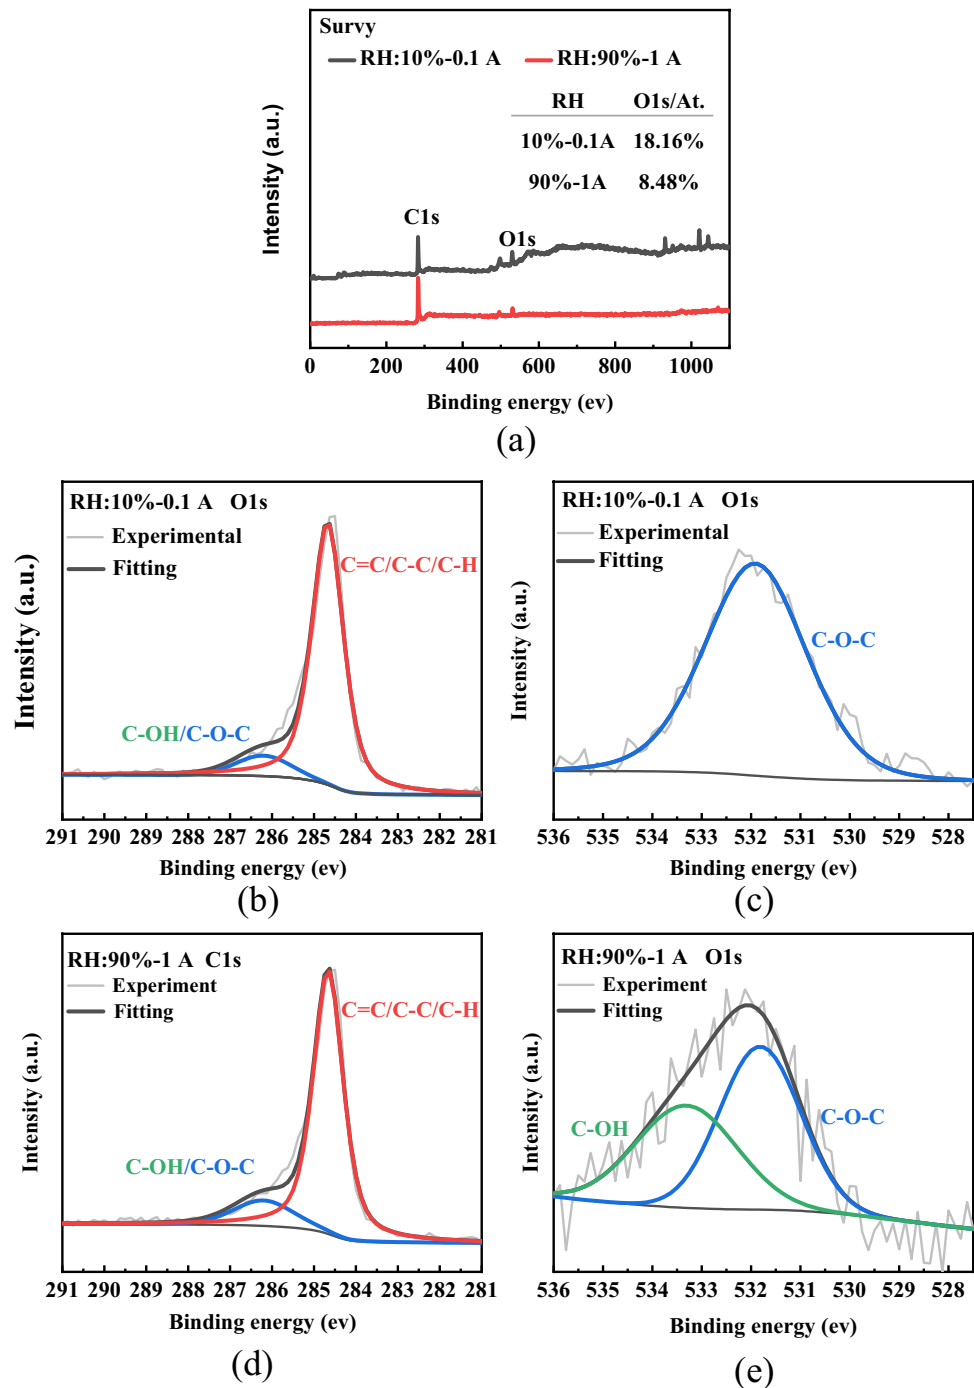 Survy
RH:10%-0.1 A RH:90%-1 A
RH O1s/At.
10%-0.1A 18.16%
90%-1A 8.48%
C1s
O1s
Intensity (a.u.)
0 200 400 600 800 1000
Binding energy (ev)
(a)
RH:10%-0.1 A O1s
Experimental
Fitting
C=C/C-C/C-H
C-OH/C-O-C
Intensity (a.u.)
291 290 289 288 287 286 285 284 283 282 281
Binding energy (ev)
(b)
RH:10%-0.1 A O1s
Experimental
Fitting
C-O-C
Intensity (a.u.)
536 535 534 533 532 531 530 529 528
Binding energy (ev)
(c)
RH:90%-1 A C1s
Experiment
Fitting
C=C/C-C/C-H
C-OH/C-O-C
Intensity (a.u.)
291 290 289 288 287 286 285 284 283 282 281
Binding energy (ev)
(d)
RH:90%-1 A O1s
Experiment
Fitting
C-OH
C-O-C
Intensity (a.u.)
536 535 534 533 532 531 530 529 528
Binding energy (ev)
(e)